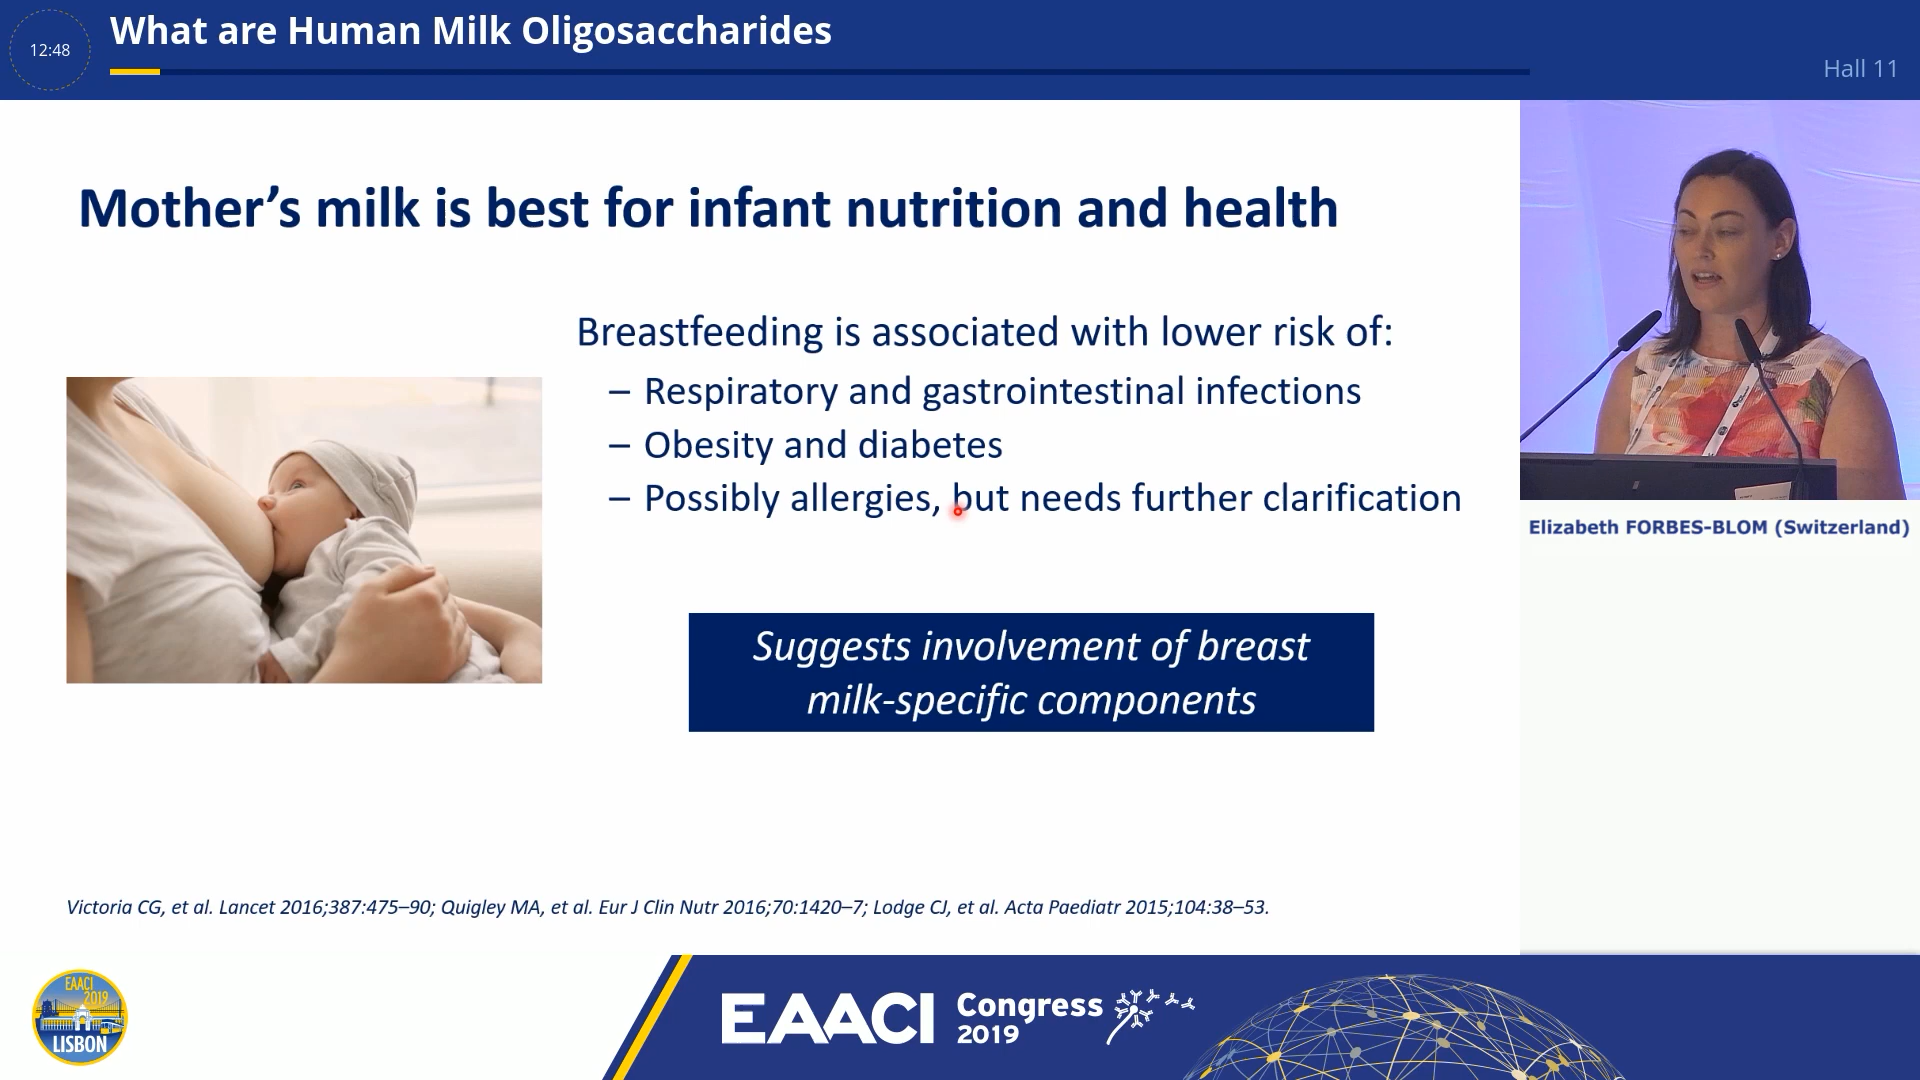 12:48
What are Human Milk Oligosaccharides
Hall 11
Mother's milk is best for infant nutrition and health
Breastfeeding is associated with lower risk of:
– Respiratory and gastrointestinal infections
– Obesity and diabetes
– Possibly allergies, but needs further clarification
Suggests involvement of breast
milk-specific components
Elizabeth FORBES-BLOM (Switzerland)
Victoria CG, et al. Lancet 2016;387:475–90; Quigley MA, et al. Eur J Clin Nutr 2016;70:1420–7; Lodge CJ, et al. Acta Paediatr 2015;104:38–53.
EAACI
2019
LISBON
EAACI Congress
2019